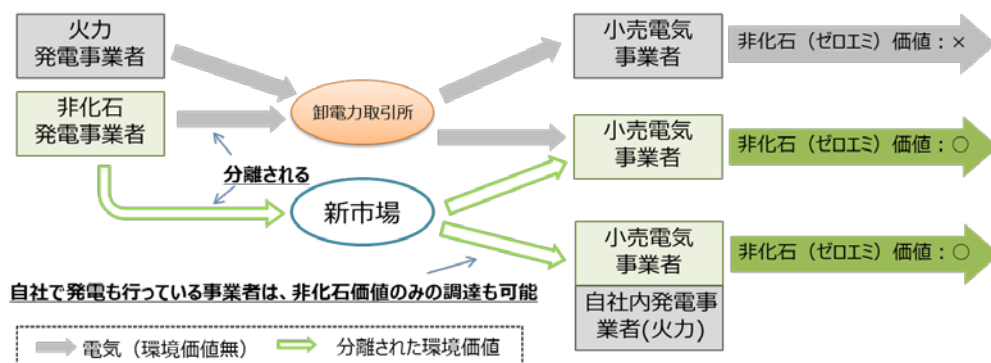 火力
発電事業者
小売電気
事業者
非化石（ゼロエミ）価値：×
非化石
発電事業者
卸電力取引所
小売電気
事業者
非化石（ゼロエミ）価値：○
分離される
新市場
小売電気
事業者
非化石（ゼロエミ）価値：○
自社で発電も行っている事業者は、非化石価値のみの調達も可能
自社内発電事
業者(火力)
電気（環境価値無）
分離された環境価値